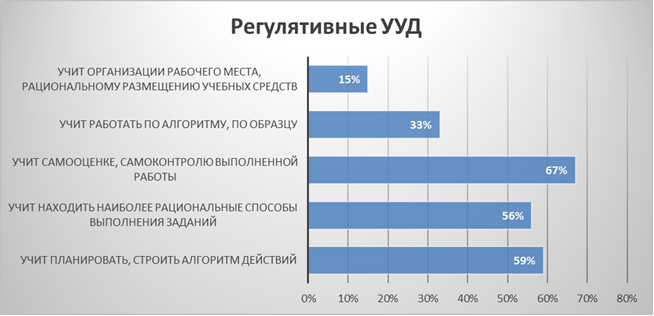 Регулятивные УУД
УЧИТ ОРГАНИЗАЦИИ РАБОЧЕГО МЕСТА,
РАЦИОНАЛЬНОМУ РАЗМЕЩЕНИЮ УЧЕБНЫХ СРЕДСТВ
15%
УЧИТ РАБОТАТЬ ПО АЛГОРИТМУ, ПО ОБРАЗЦУ
33%
УЧИТ САМООЦЕНКЕ, САМОКОНТРОЛЮ ВЫПОЛНЕННОЙ
РАБОТЫ
67%
УЧИТ НАХОДИТЬ НАИБОЛЕЕ РАЦИОНАЛЬНЫЕ СПОСОБЫ
ВЫПОЛНЕНИЯ ЗАДАНИЙ
56%
УЧИТ ПЛАНИРОВАТЬ, СТРОИТЬ АЛГОРИТМ ДЕЙСТВИЙ
59%
0% 10% 20% 30% 40% 50% 60% 70% 80%